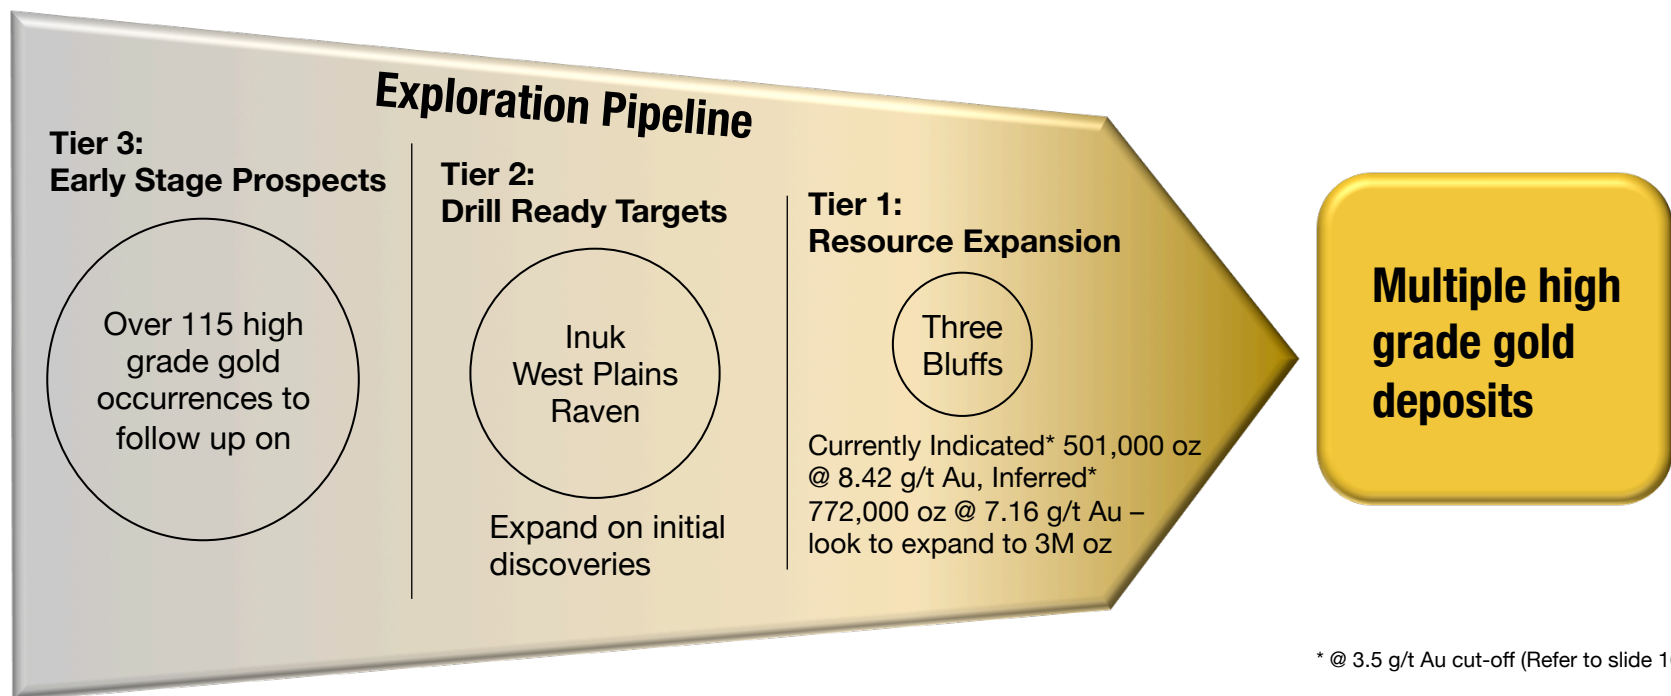 Exploration Pipeline
Tier 3:
Early Stage Prospects
Over 115 high
grade gold
occurrences to
follow up on
Tier 2:
Drill Ready Targets
Inuk
West Plains
Raven
Expand on initial
discoveries
Tier 1:
Resource Expansion
Three
Bluffs
Currently Indicated* 501,000 oz
@ 8.42 g/t Au, Inferred*
772,000 oz @ 7.16 g/t Au –
look to expand to 3M oz
Multiple high
grade gold
deposits
* @ 3.5 g/t Au cut-off (Refer to slide